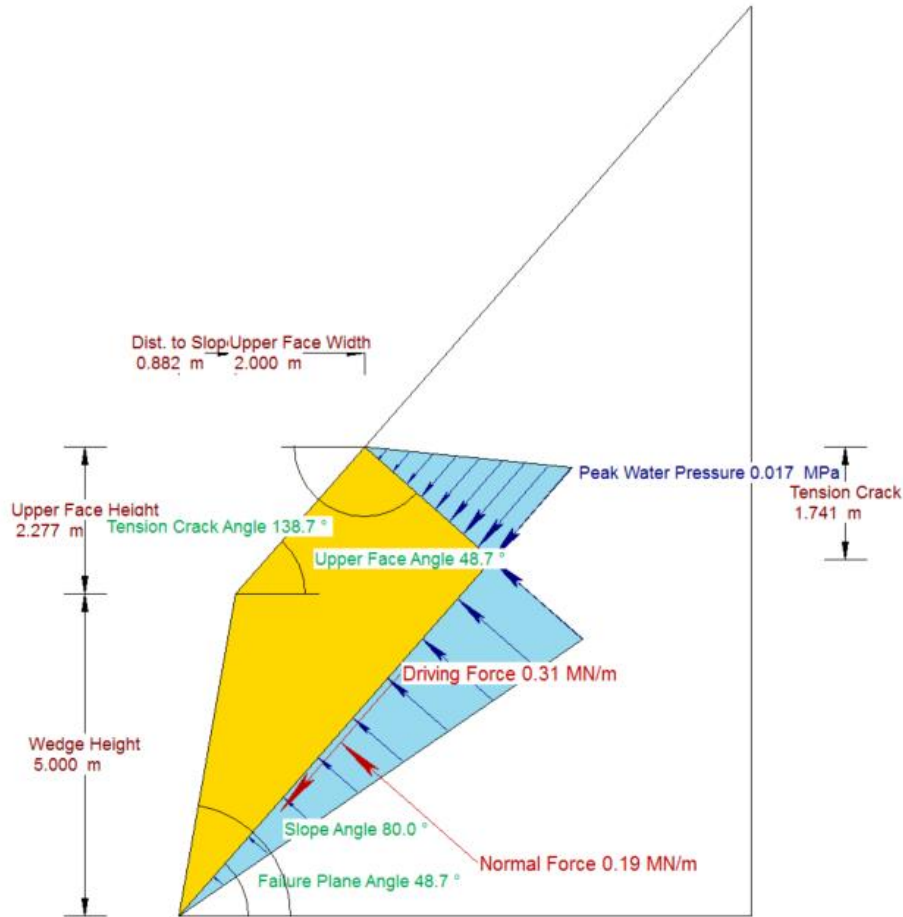 Dist. to Slop Upper Face Width
0.882 m 2.000 m
Peak Water Pressure 0.017 MPa
Tension Crack
1.741 m
Upper Face Height
2.277 m
Tension Crack Angle 138.7 °
Upper Face Angle 48.7 °
Driving Force 0.31 MN/m
Wedge Height
5.000 m
Slope Angle 80.0 °
Normal Force 0.19 MN/m
Failure Plane Angle 48.7 °